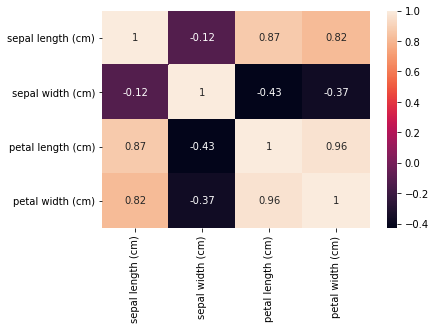 sepal length (cm) 1 -0.12 0.87 0.82
sepal width (cm) -0.12 1 -0.43 -0.37
petal length (cm) 0.87 -0.43 1 0.96
petal width (cm) 0.82 -0.37 0.96 1
sepal length (cm)
sepal width (cm)
petal length (cm)
petal width (cm)
1.0
0.8
0.6
0.4
0.2
0.0
−0.2
−0.4